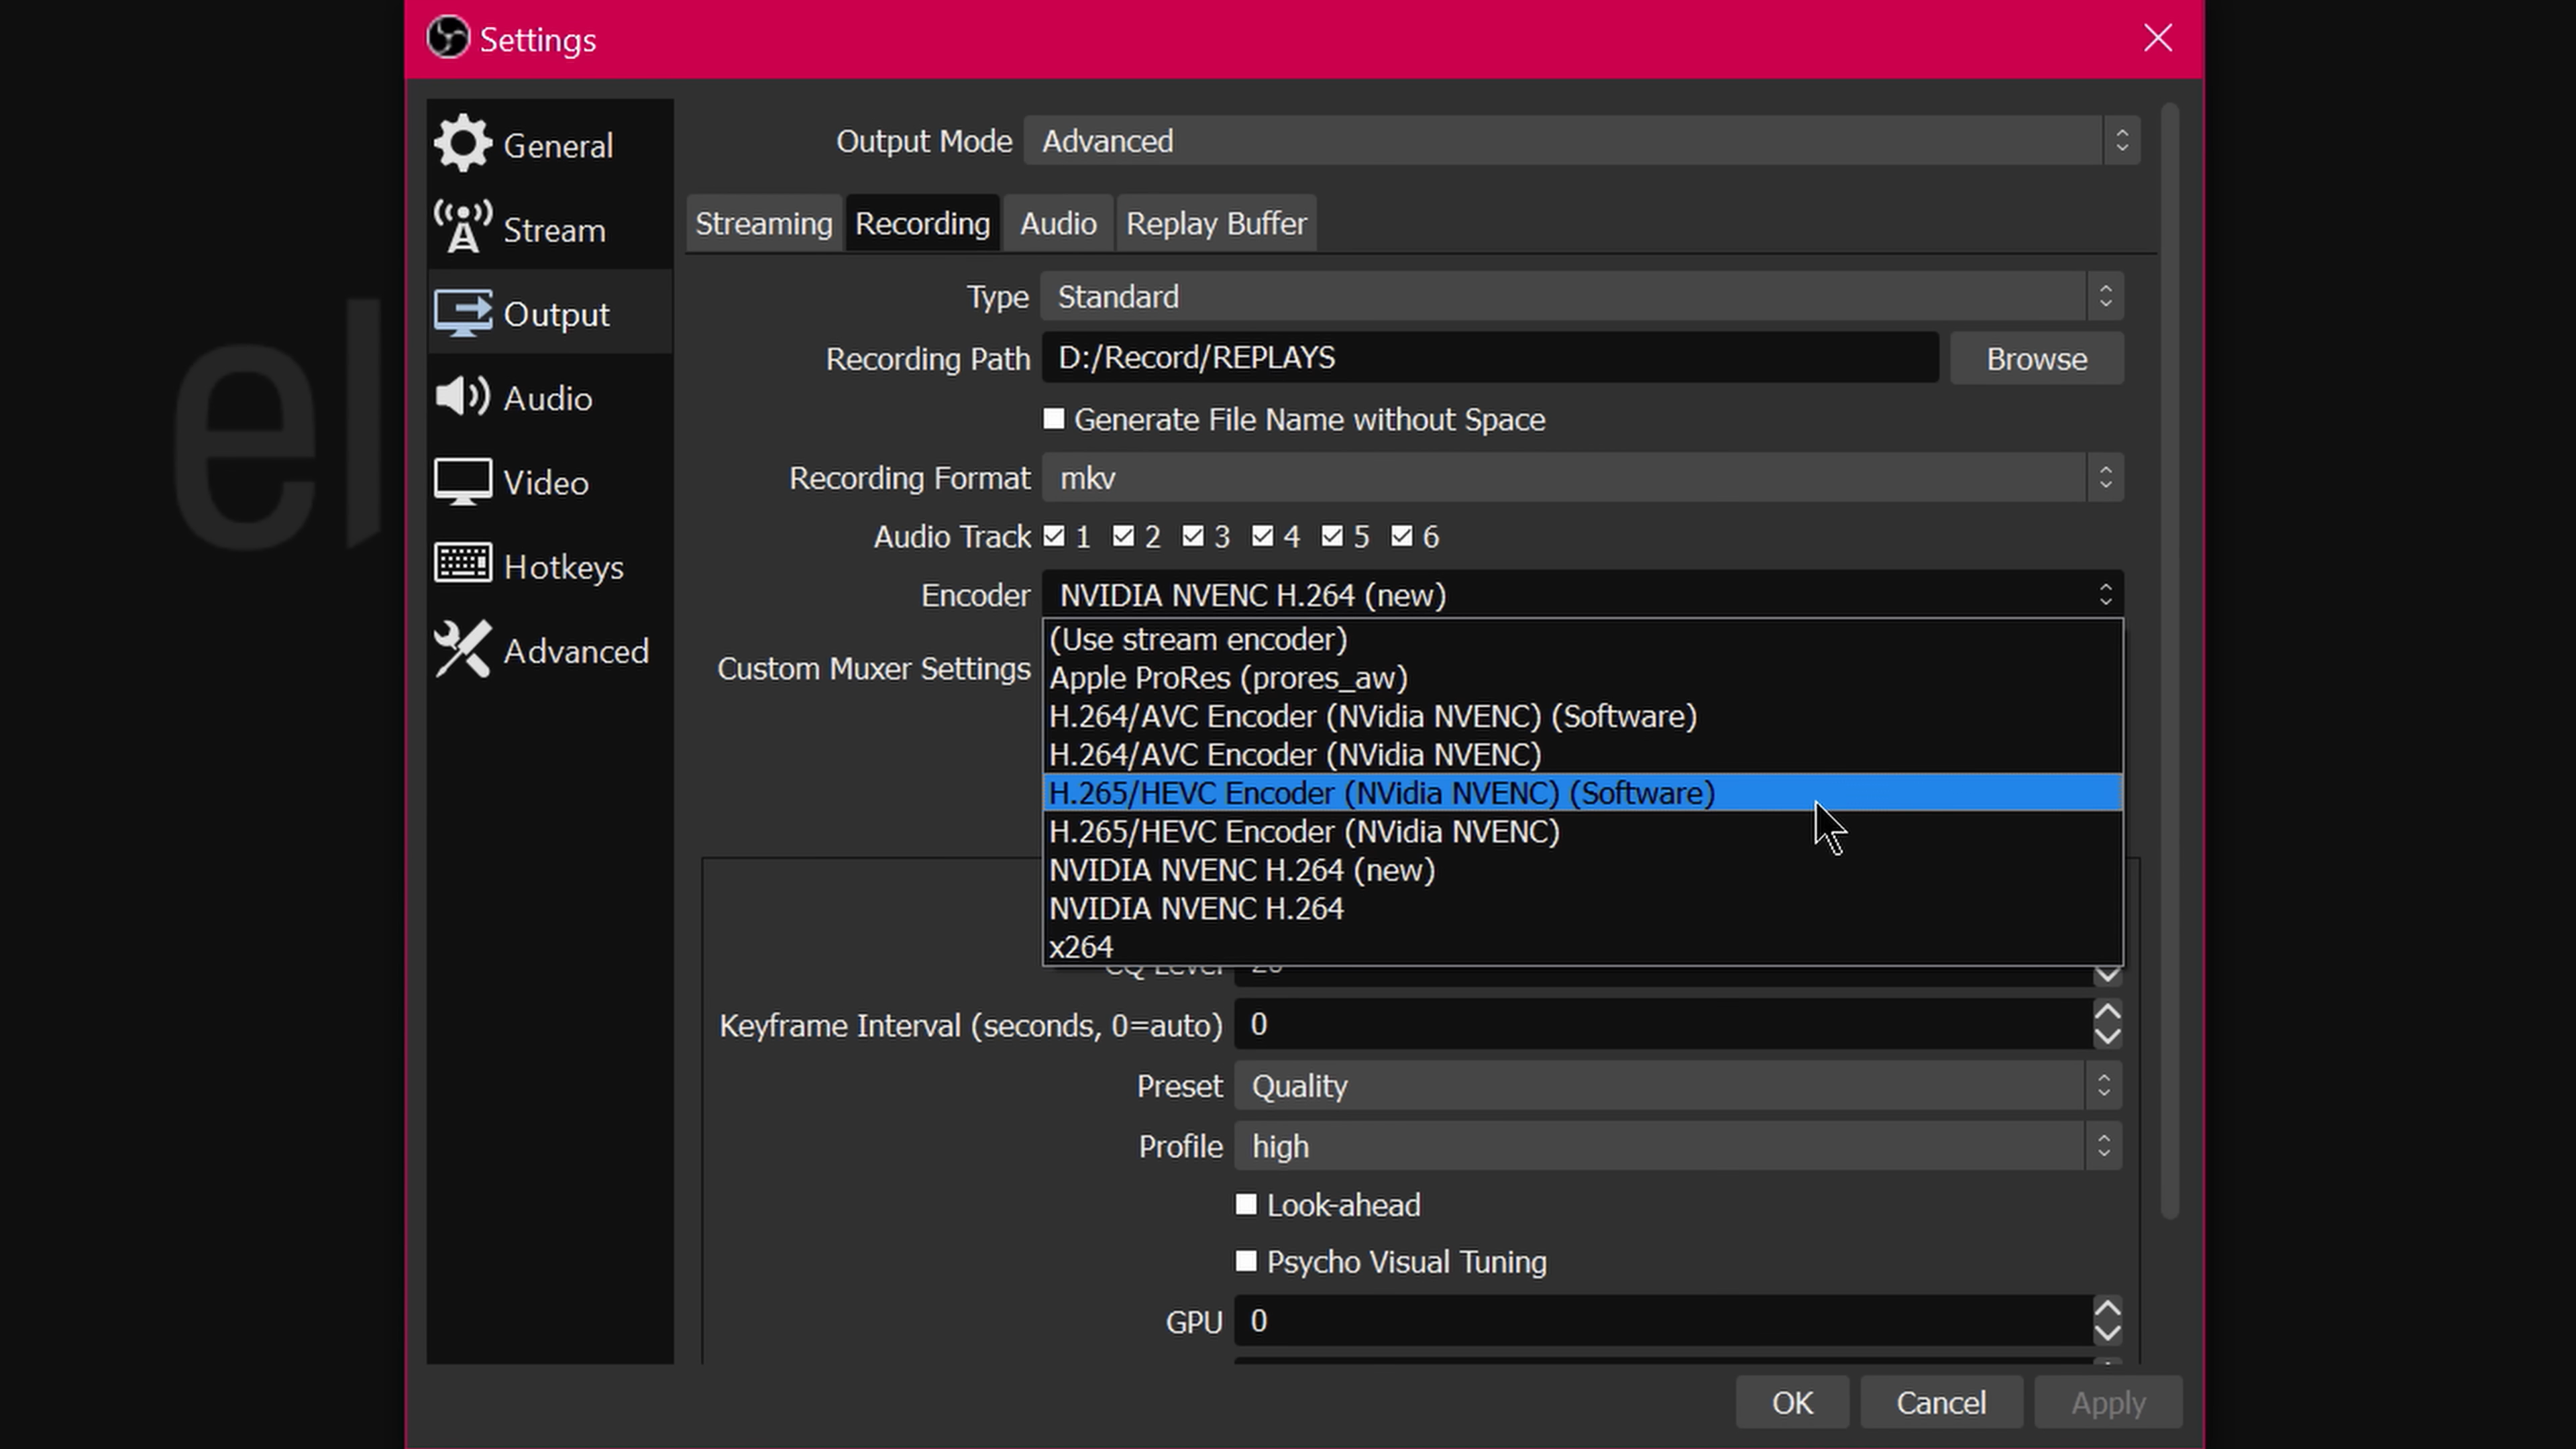 Settings
General
Stream
Output
Audio
Video
Hotkeys
Advanced
Output Mode Advanced
Streaming Recording Audio Replay Buffer
Type Standard
Recording Path D:/Record/REPLAYS Browse
Generate File Name without Space
Recording Format mkv
Audio Track 1 2 3 4 5 6
Encoder NVIDIA NVENC H.264 (new)
(Use stream encoder)
Custom Muxer Settings
Apple ProRes (prores_aw)
H.264/AVC Encoder (NVidia NVENC) (Software)
H.264/AVC Encoder (NVidia NVENC)
H.265/HEVC Encoder (NVidia NVENC) (Software)
H.265/HEVC Encoder (NVidia NVENC)
NVIDIA NVENC H.264 (new)
NVIDIA NVENC H.264
x264
CQ Level
Keyframe Interval (seconds, 0=auto) 0
Preset Quality
Profile high
Look-ahead
Psycho Visual Tuning
GPU 0
OK Cancel Apply
el